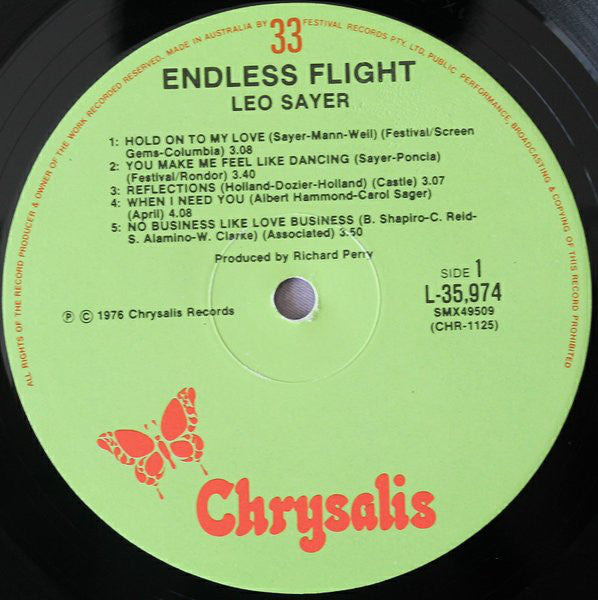 ALL RIGHTS OF THE RECORD PRODUCER & OWNER OF THE WORK RECORDED RESERVED. MADE IN AUSTRALIA BY FESTIVAL RECORDS PTY. LTD. PUBLIC PERFORMANCE, BROADCASTING & COPYING OF THIS RECORD PROHIBITED
33
ENDLESS FLIGHT
LEO SAYER
1: HOLD ON TO MY LOVE (Sayer-Mann-Weil) (Festival/Screen
Gems-Columbia) 3.08
2: YOU MAKE ME FEEL LIKE DANCING (Sayer-Poncia)
(Festival/Rondor) 3.40
3: REFLECTIONS (Holland-Dozier-Holland) (Castle) 3.07
4: WHEN I NEED YOU (Albert Hammond-Carol Sager)
(April) 4.08
5: NO BUSINESS LIKE LOVE BUSINESS (B. Shapiro-C. Reid-
S. Alamino-W. Clarke) (Associated) 3.50
Produced by Richard Perry
SIDE 1
L-35,974
SMX49509
(CHR-1125)
℗ © 1976 Chrysalis Records
Chrysalis